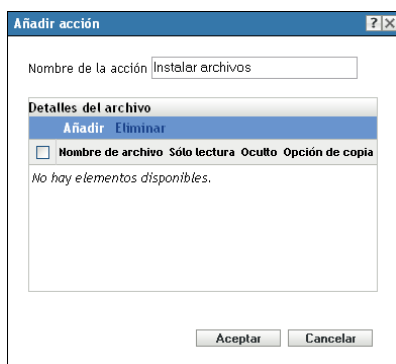 Añadir acción
Nombre de la acción Instalar archivos
Detalles del archivo
Añadir Eliminar
Nombre de archivo Sólo lectura Oculto Opción de copia
No hay elementos disponibles.
Aceptar Cancelar